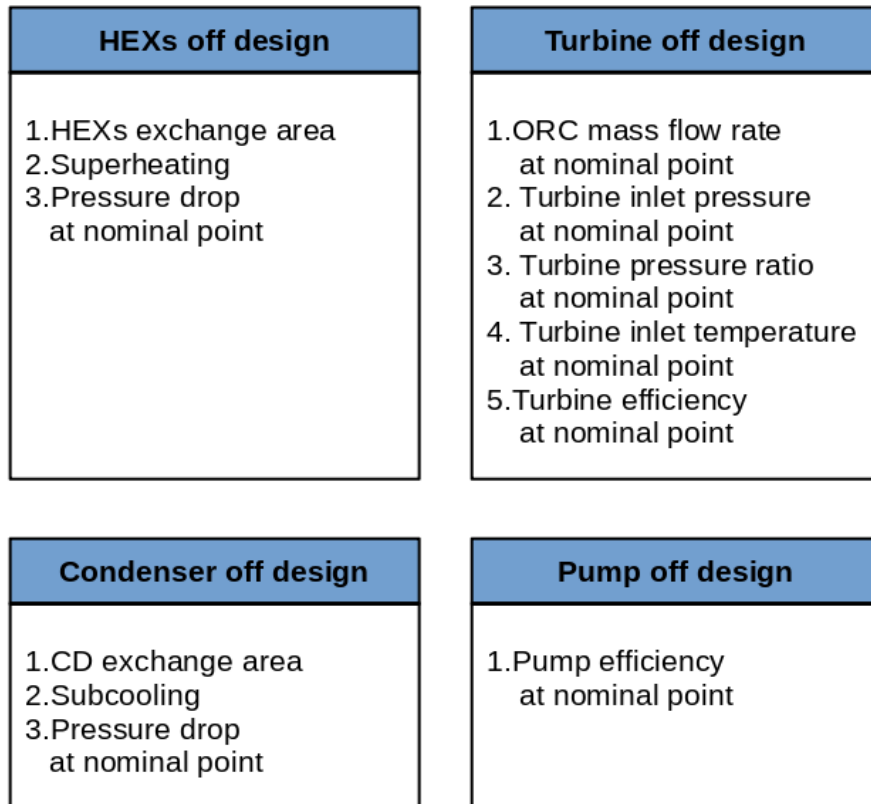 HEXs off design
1.HEXs exchange area
2.Superheating
3.Pressure drop
at nominal point
Turbine off design
1.ORC mass flow rate
at nominal point
2. Turbine inlet pressure
at nominal point
3. Turbine pressure ratio
at nominal point
4. Turbine inlet temperature
at nominal point
5.Turbine efficiency
at nominal point
Condenser off design
1.CD exchange area
2.Subcooling
3.Pressure drop
at nominal point
Pump off design
1.Pump efficiency
at nominal point